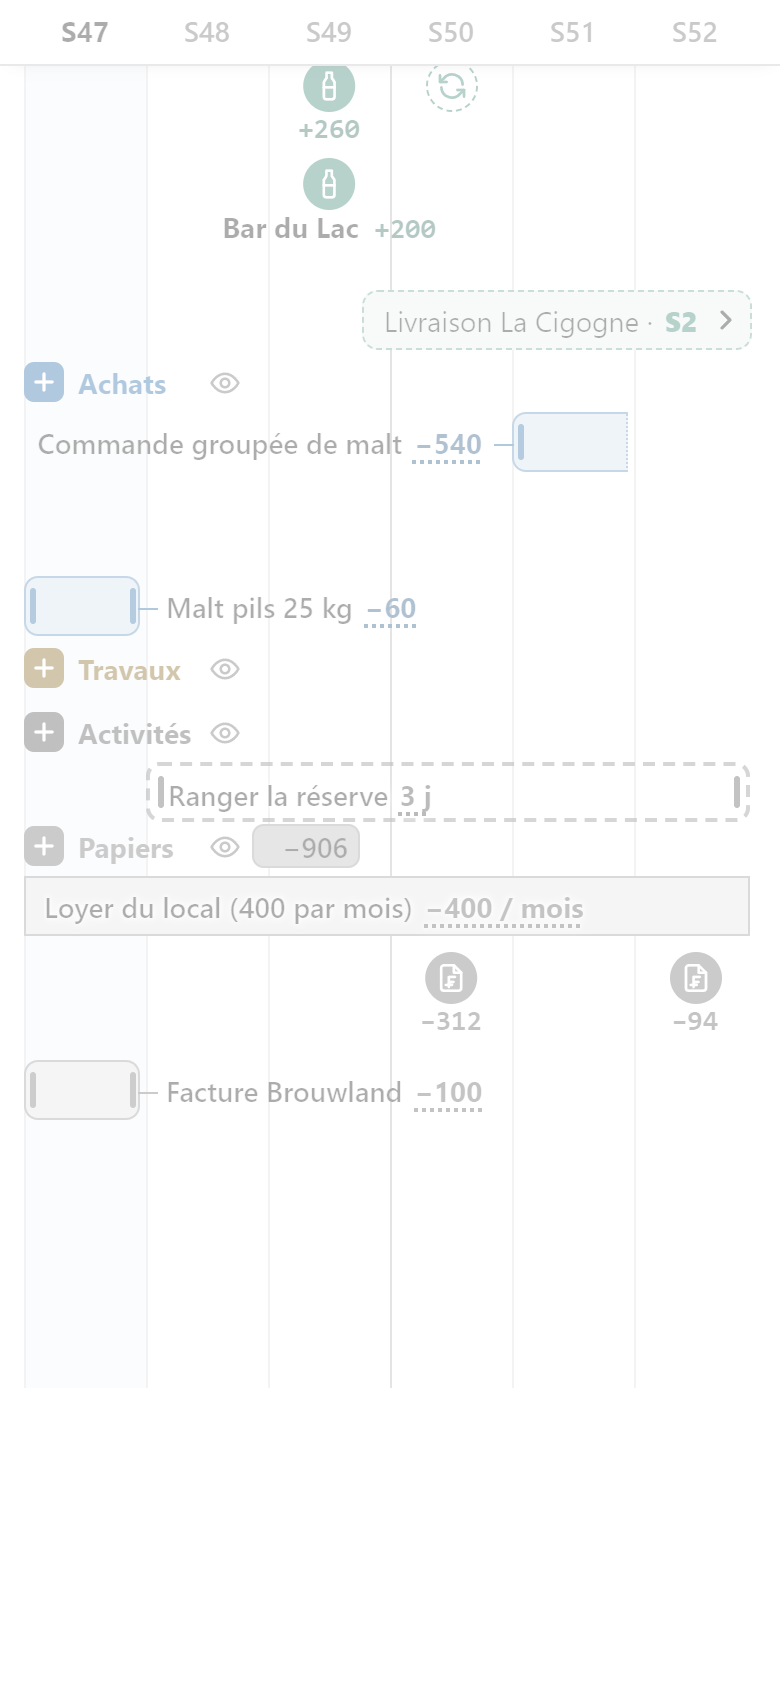 S47 S48 S49 S50 S51 S52
+260
Bar du Lac +200
Livraison La Cigogne · S2
Achats
Commande groupée de malt −540
Malt pils 25 kg −60
Travaux
Activités
Ranger la réserve 3 j
Papiers −906
Loyer du local (400 par mois) −400 / mois
−312 −94
Facture Brouwland −100